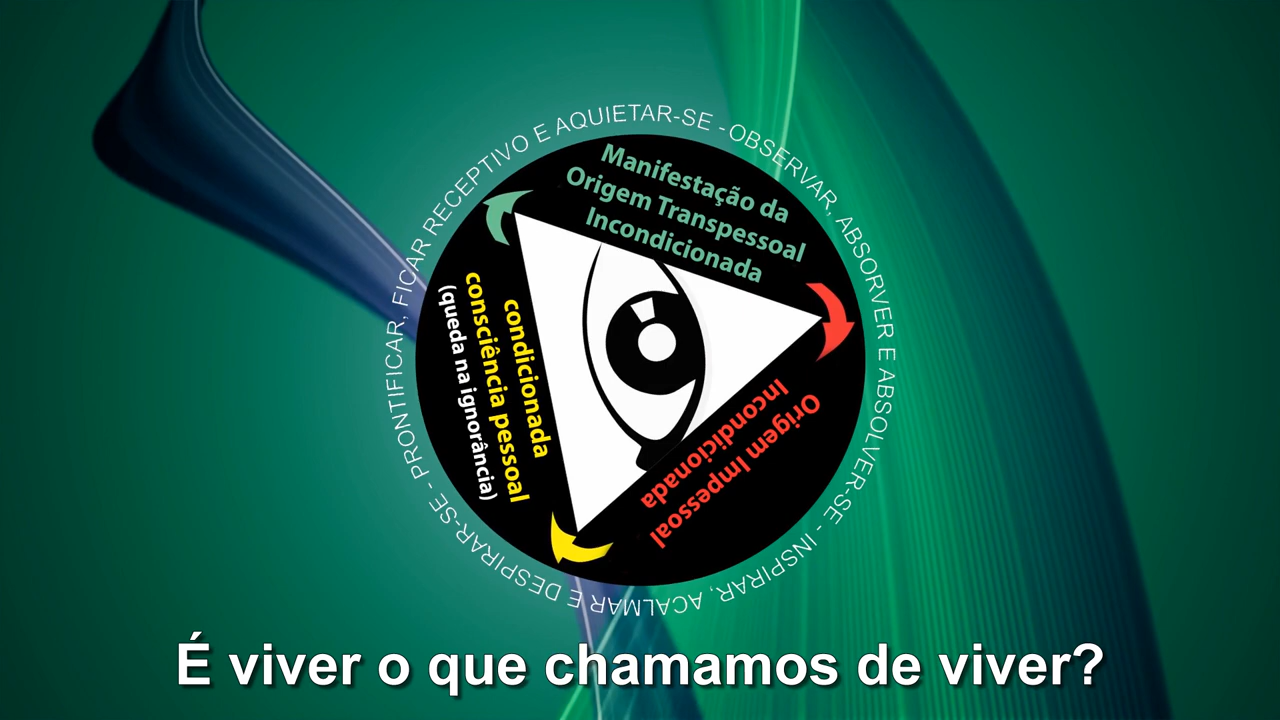 PRONTIFICAR, FICAR RECEPTIVO E AQUIETAR-SE - OBSERVAR, ABSORVER E ABSOLVER-SE - INSPIRAR, ACALMAR E DESPIRAR-SE -
Manifestação da
Origem Transpessoal
Incondicionada
Origem Impessoal
Incondicionada
condicionada
consciência pessoal
(queda na ignorância)
É viver o que chamamos de viver?